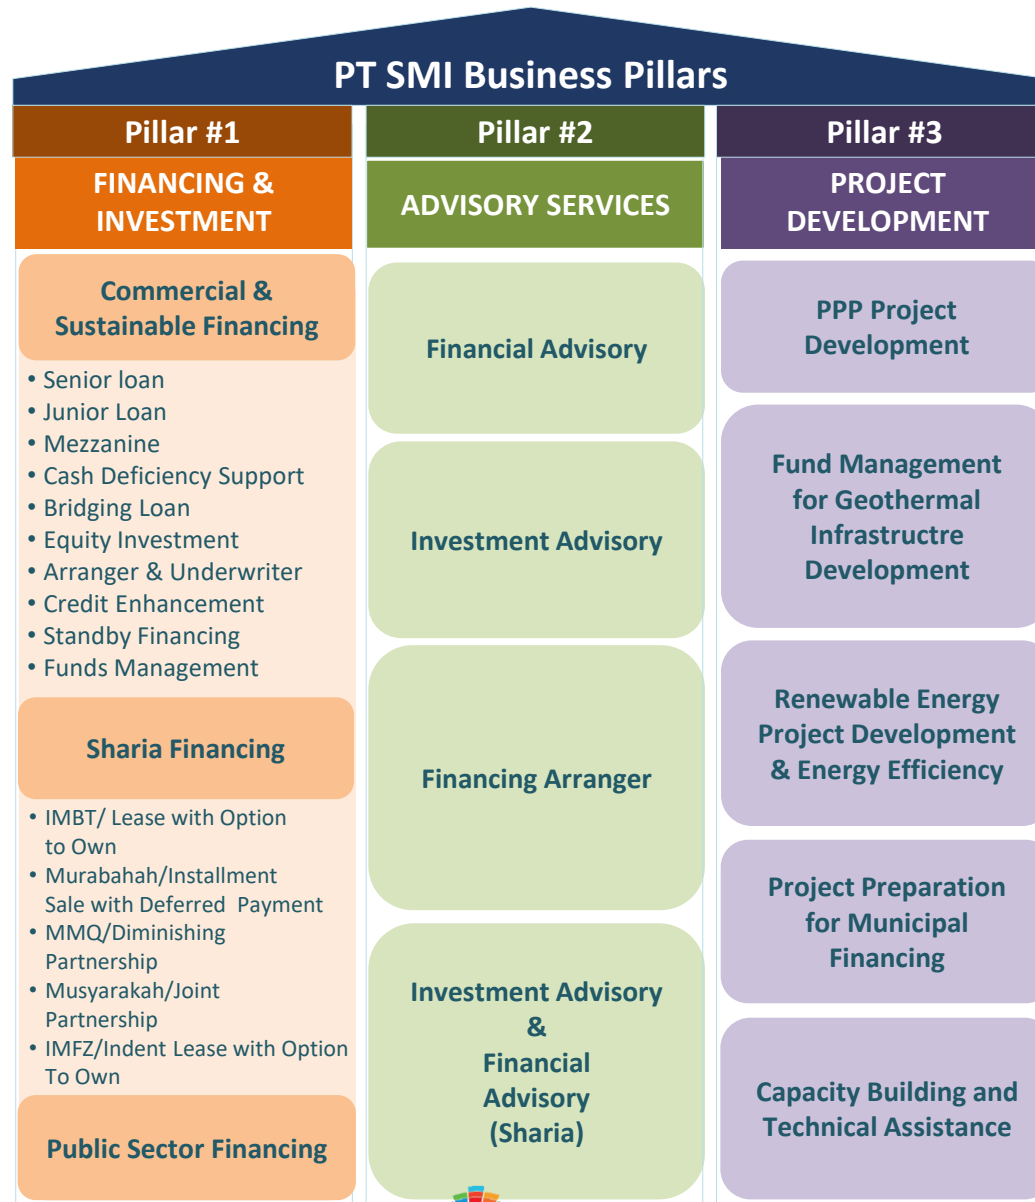 PT SMI Business Pillars
Pillar #1
FINANCING &
INVESTMENT
Commercial &
Sustainable Financing
• Senior loan
• Junior Loan
• Mezzanine
• Cash Deficiency Support
• Bridging Loan
• Equity Investment
• Arranger & Underwriter
• Credit Enhancement
• Standby Financing
• Funds Management
Sharia Financing
• IMBT/ Lease with Option
to Own
• Murabahah/Installment
Sale with Deferred Payment
• MMQ/Diminishing
Partnership
• Musyarakah/Joint
Partnership
• IMFZ/Indent Lease with Option
To Own
Public Sector Financing
Pillar #2
ADVISORY SERVICES
Financial Advisory
Investment Advisory
Financing Arranger
Investment Advisory
&
Financial
Advisory
(Sharia)
Pillar #3
PROJECT
DEVELOPMENT
PPP Project
Development
Fund Management
for Geothermal
Infrastructre
Development
Renewable Energy
Project Development
& Energy Efficiency
Project Preparation
for Municipal
Financing
Capacity Building and
Technical Assistance